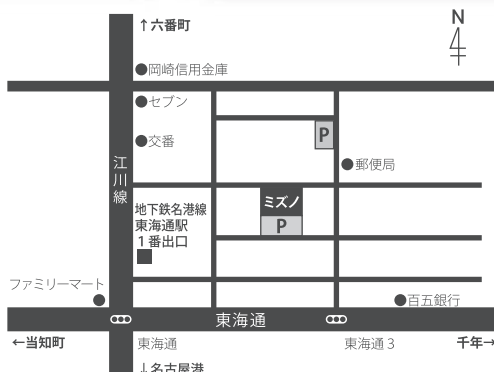 ↑六番町
N
岡崎信用金庫
セブン
交番
P
江川線
郵便局
ミズノ
P
地下鉄名港線
東海通駅
1番出口
ファミリーマート
百五銀行
東海通
←当知町
東海通
東海通3
千年→
↓名古屋港